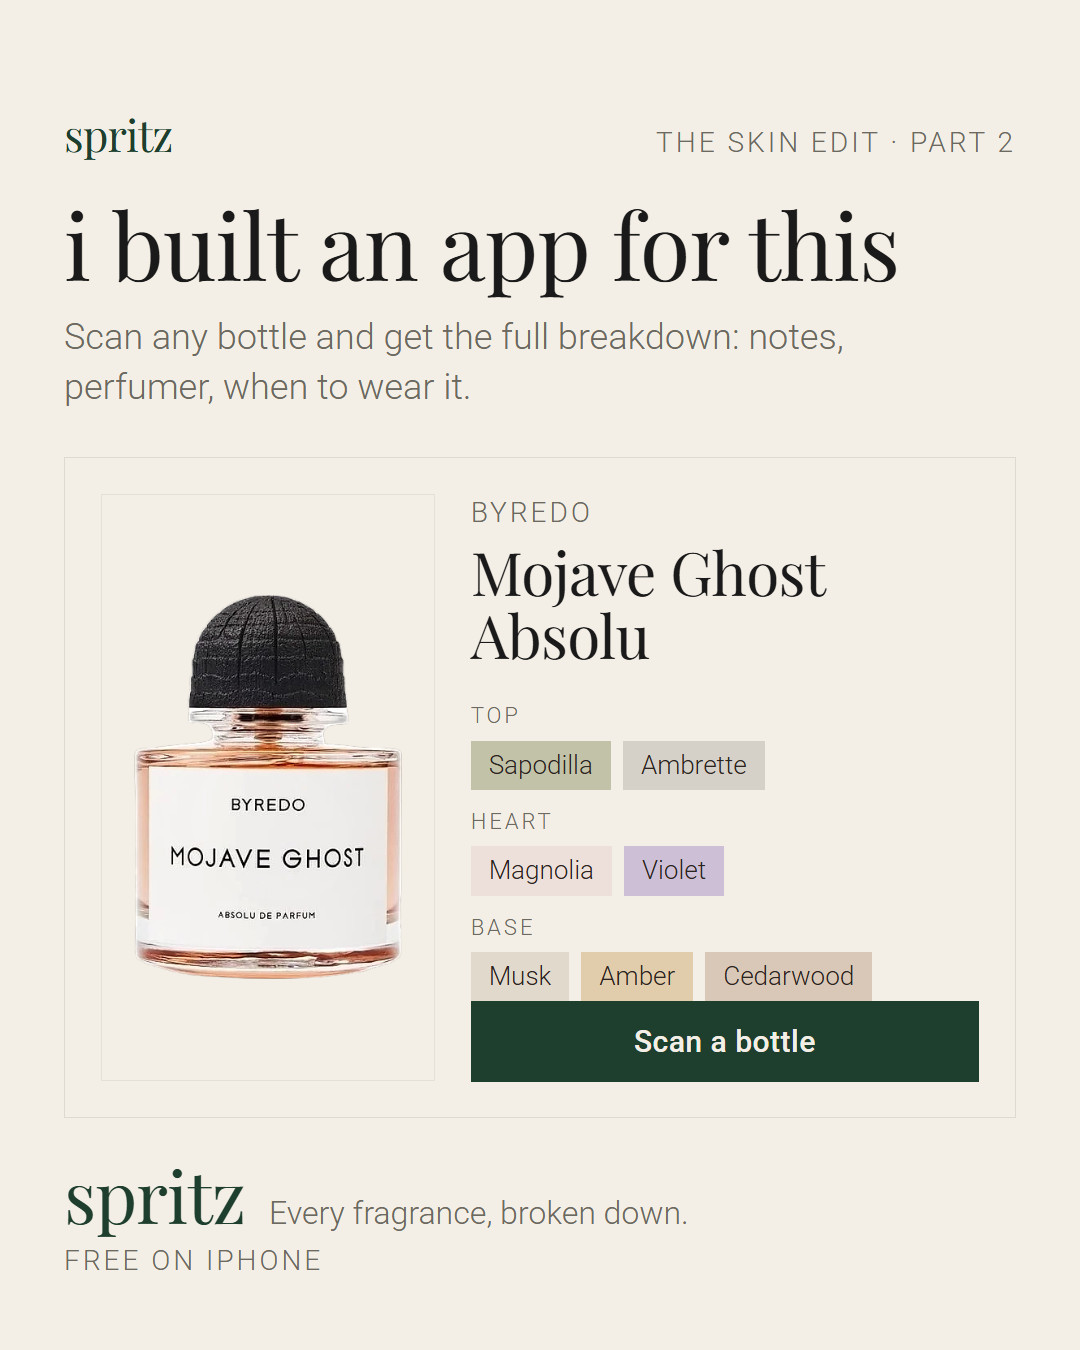 spritz
THE SKIN EDIT · PART 2
i built an app for this
Scan any bottle and get the full breakdown: notes,
perfumer, when to wear it.
BYREDO
MOJAVE GHOST
ABSOLU DE PARFUM
BYREDO
Mojave Ghost
Absolu
TOP
Sapodilla Ambrette
HEART
Magnolia Violet
BASE
Musk Amber Cedarwood
Scan a bottle
spritz Every fragrance, broken down.
FREE ON IPHONE